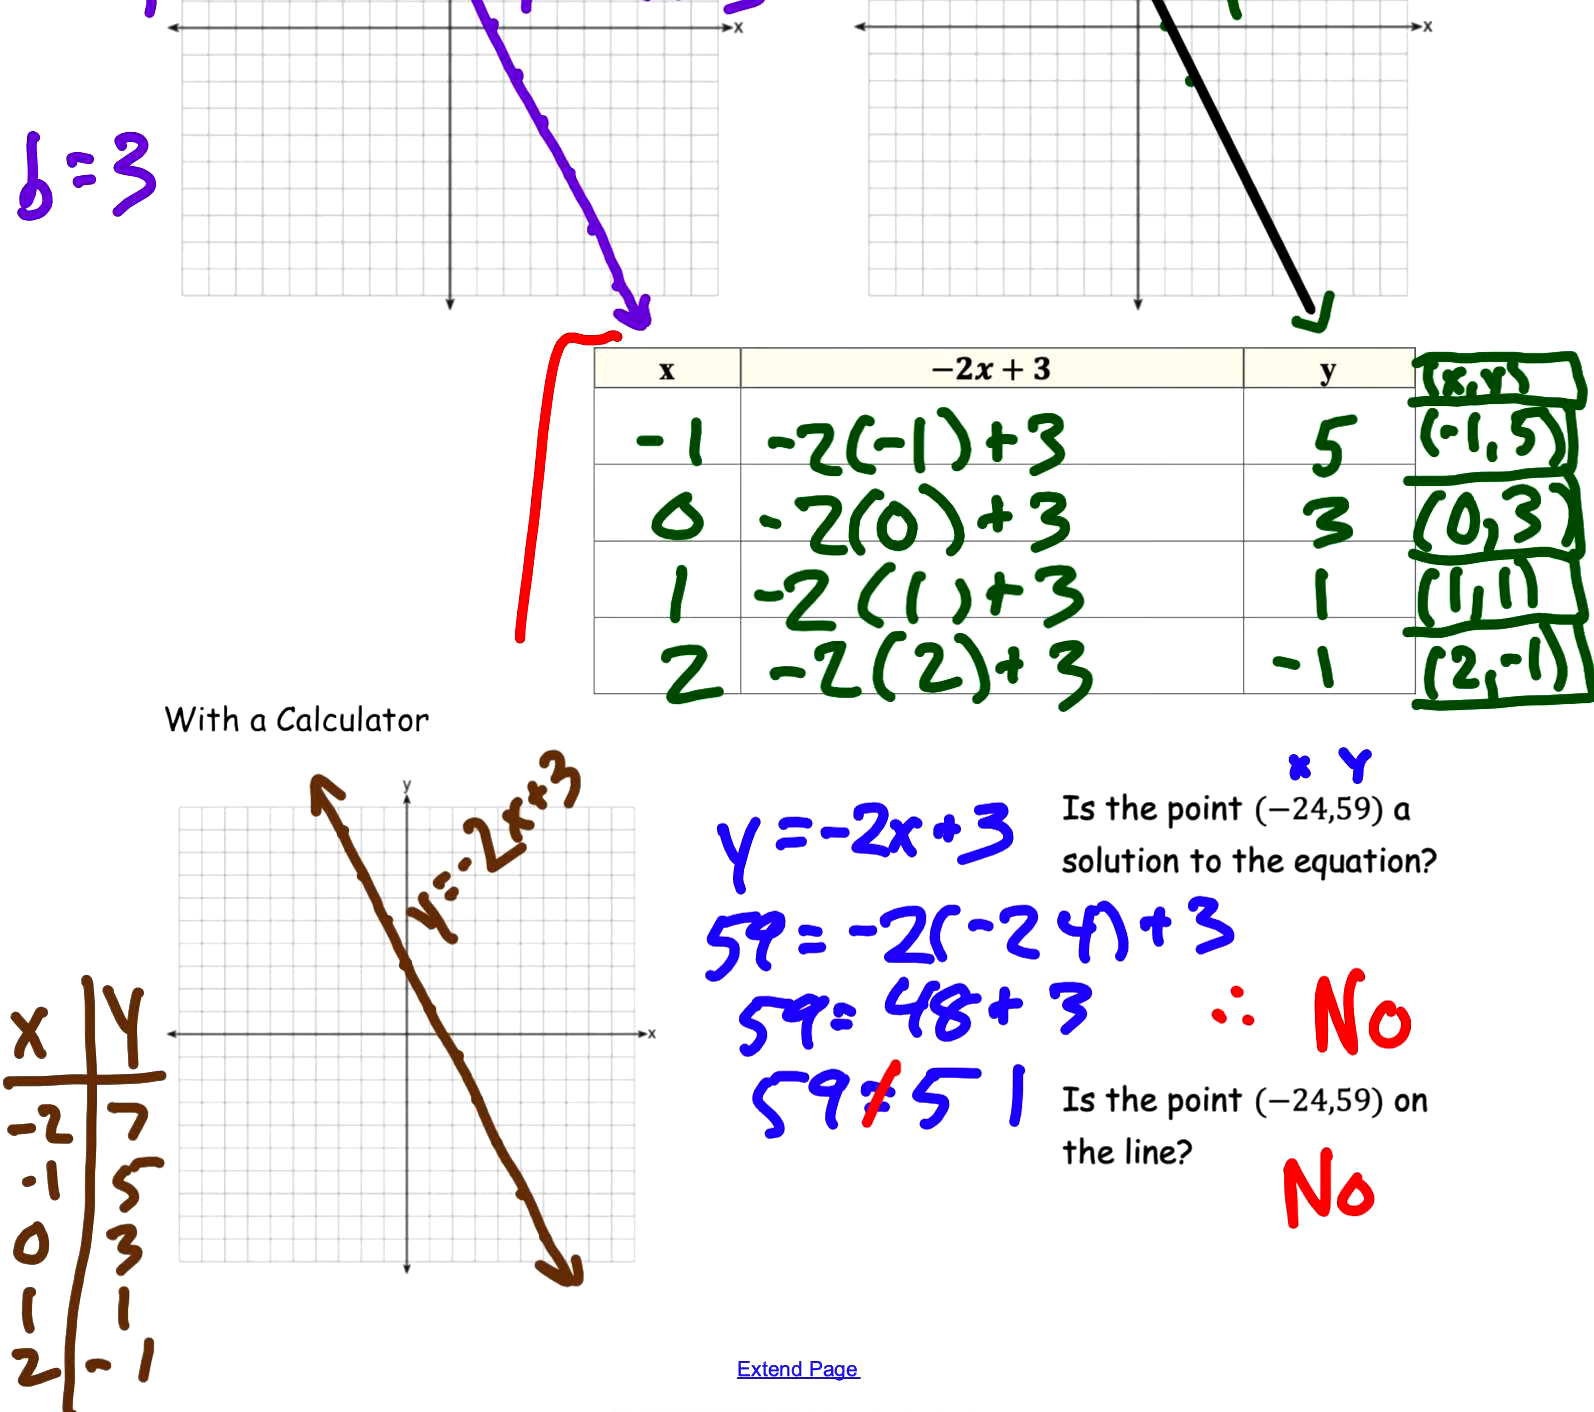 x
x
b=3
x −2x + 3 y (x,y)
-1 -2(-1)+3 5 (-1,5)
0 -2(0)+3 3 (0,3)
1 -2(1)+3 1 (1,1)
2 -2(2)+3 -1 (2,-1)
With a Calculator
y
x
y=-2x+3
x y
-2 7
-1 5
0 3
1 1
2 -1
y=-2x+3
59=-2(-24)+3
59=48+3
59≠51
x y
Is the point (−24,59) a
solution to the equation?
∴ No
Is the point (−24,59) on
the line?
No
Extend Page